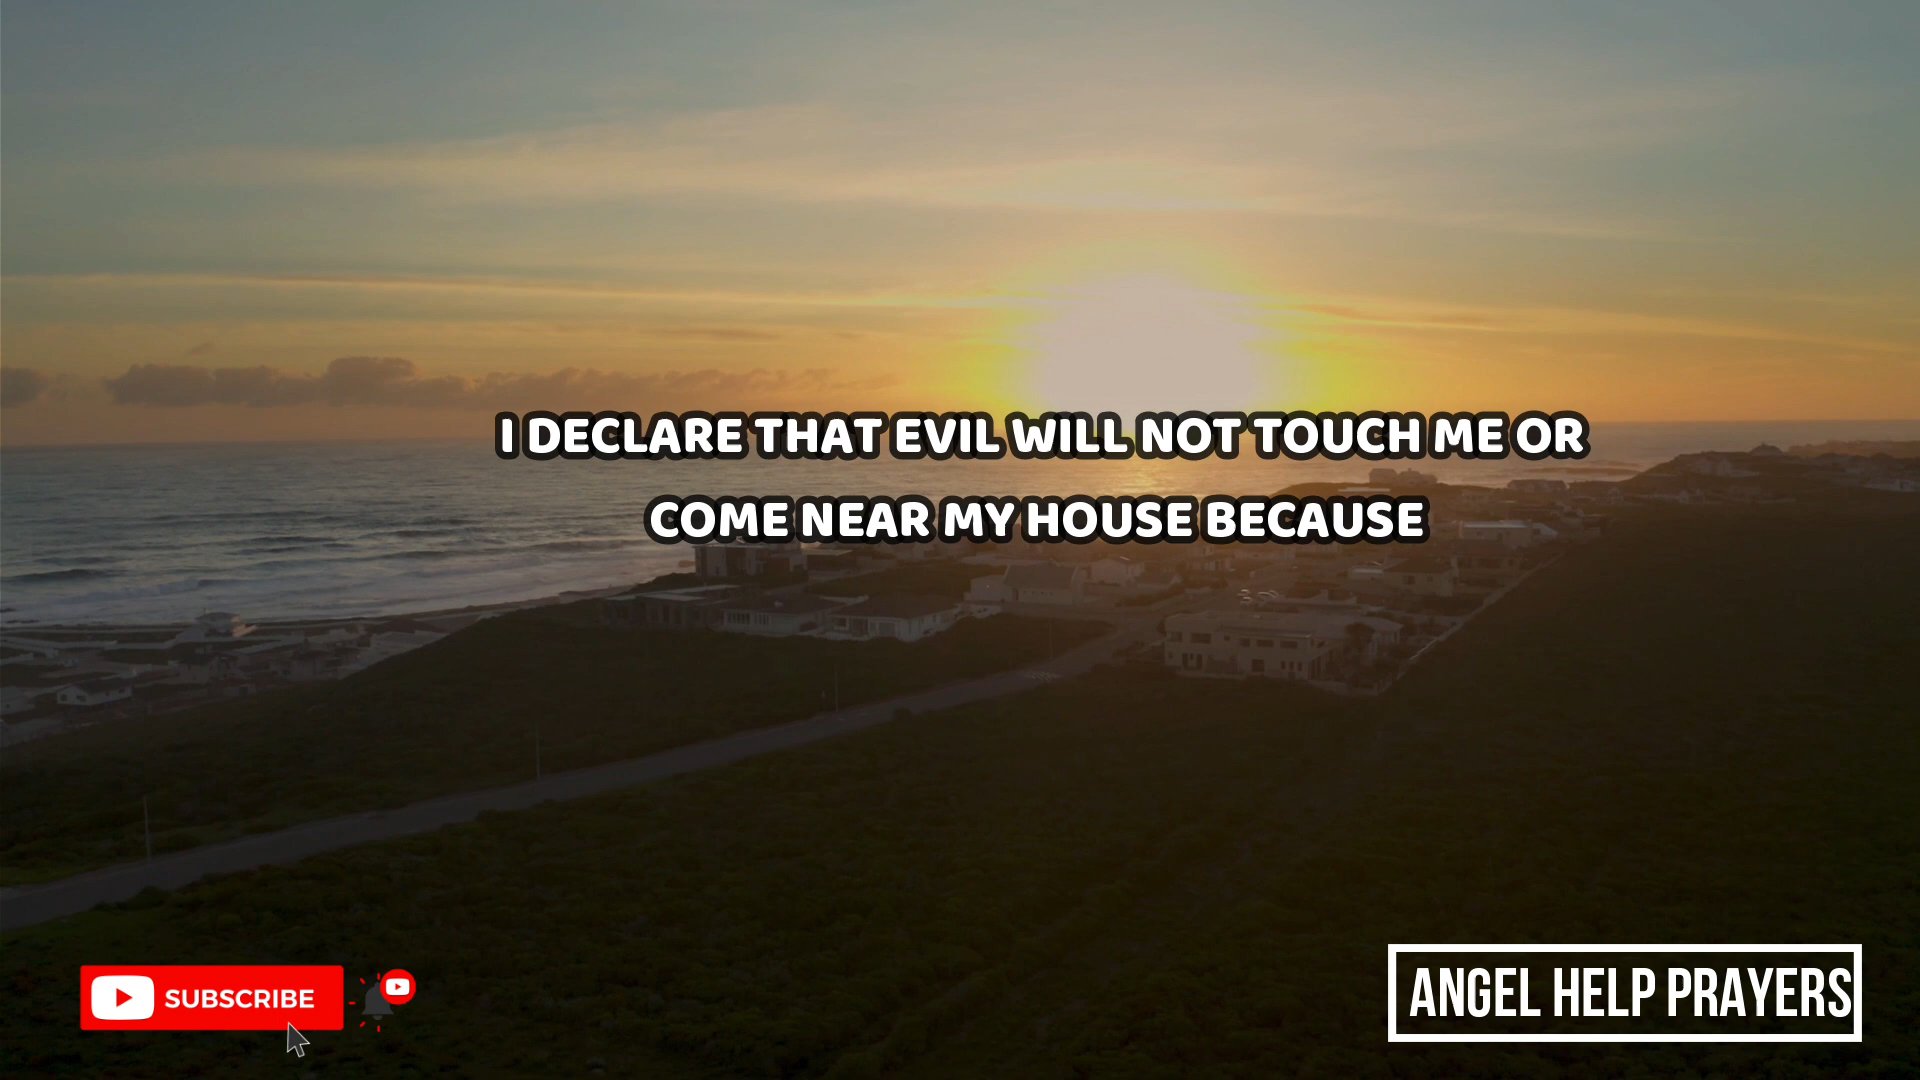 I DECLARE THAT EVIL WILL NOT TOUCH ME OR
COME NEAR MY HOUSE BECAUSE
SUBSCRIBE
ANGEL HELP PRAYERS